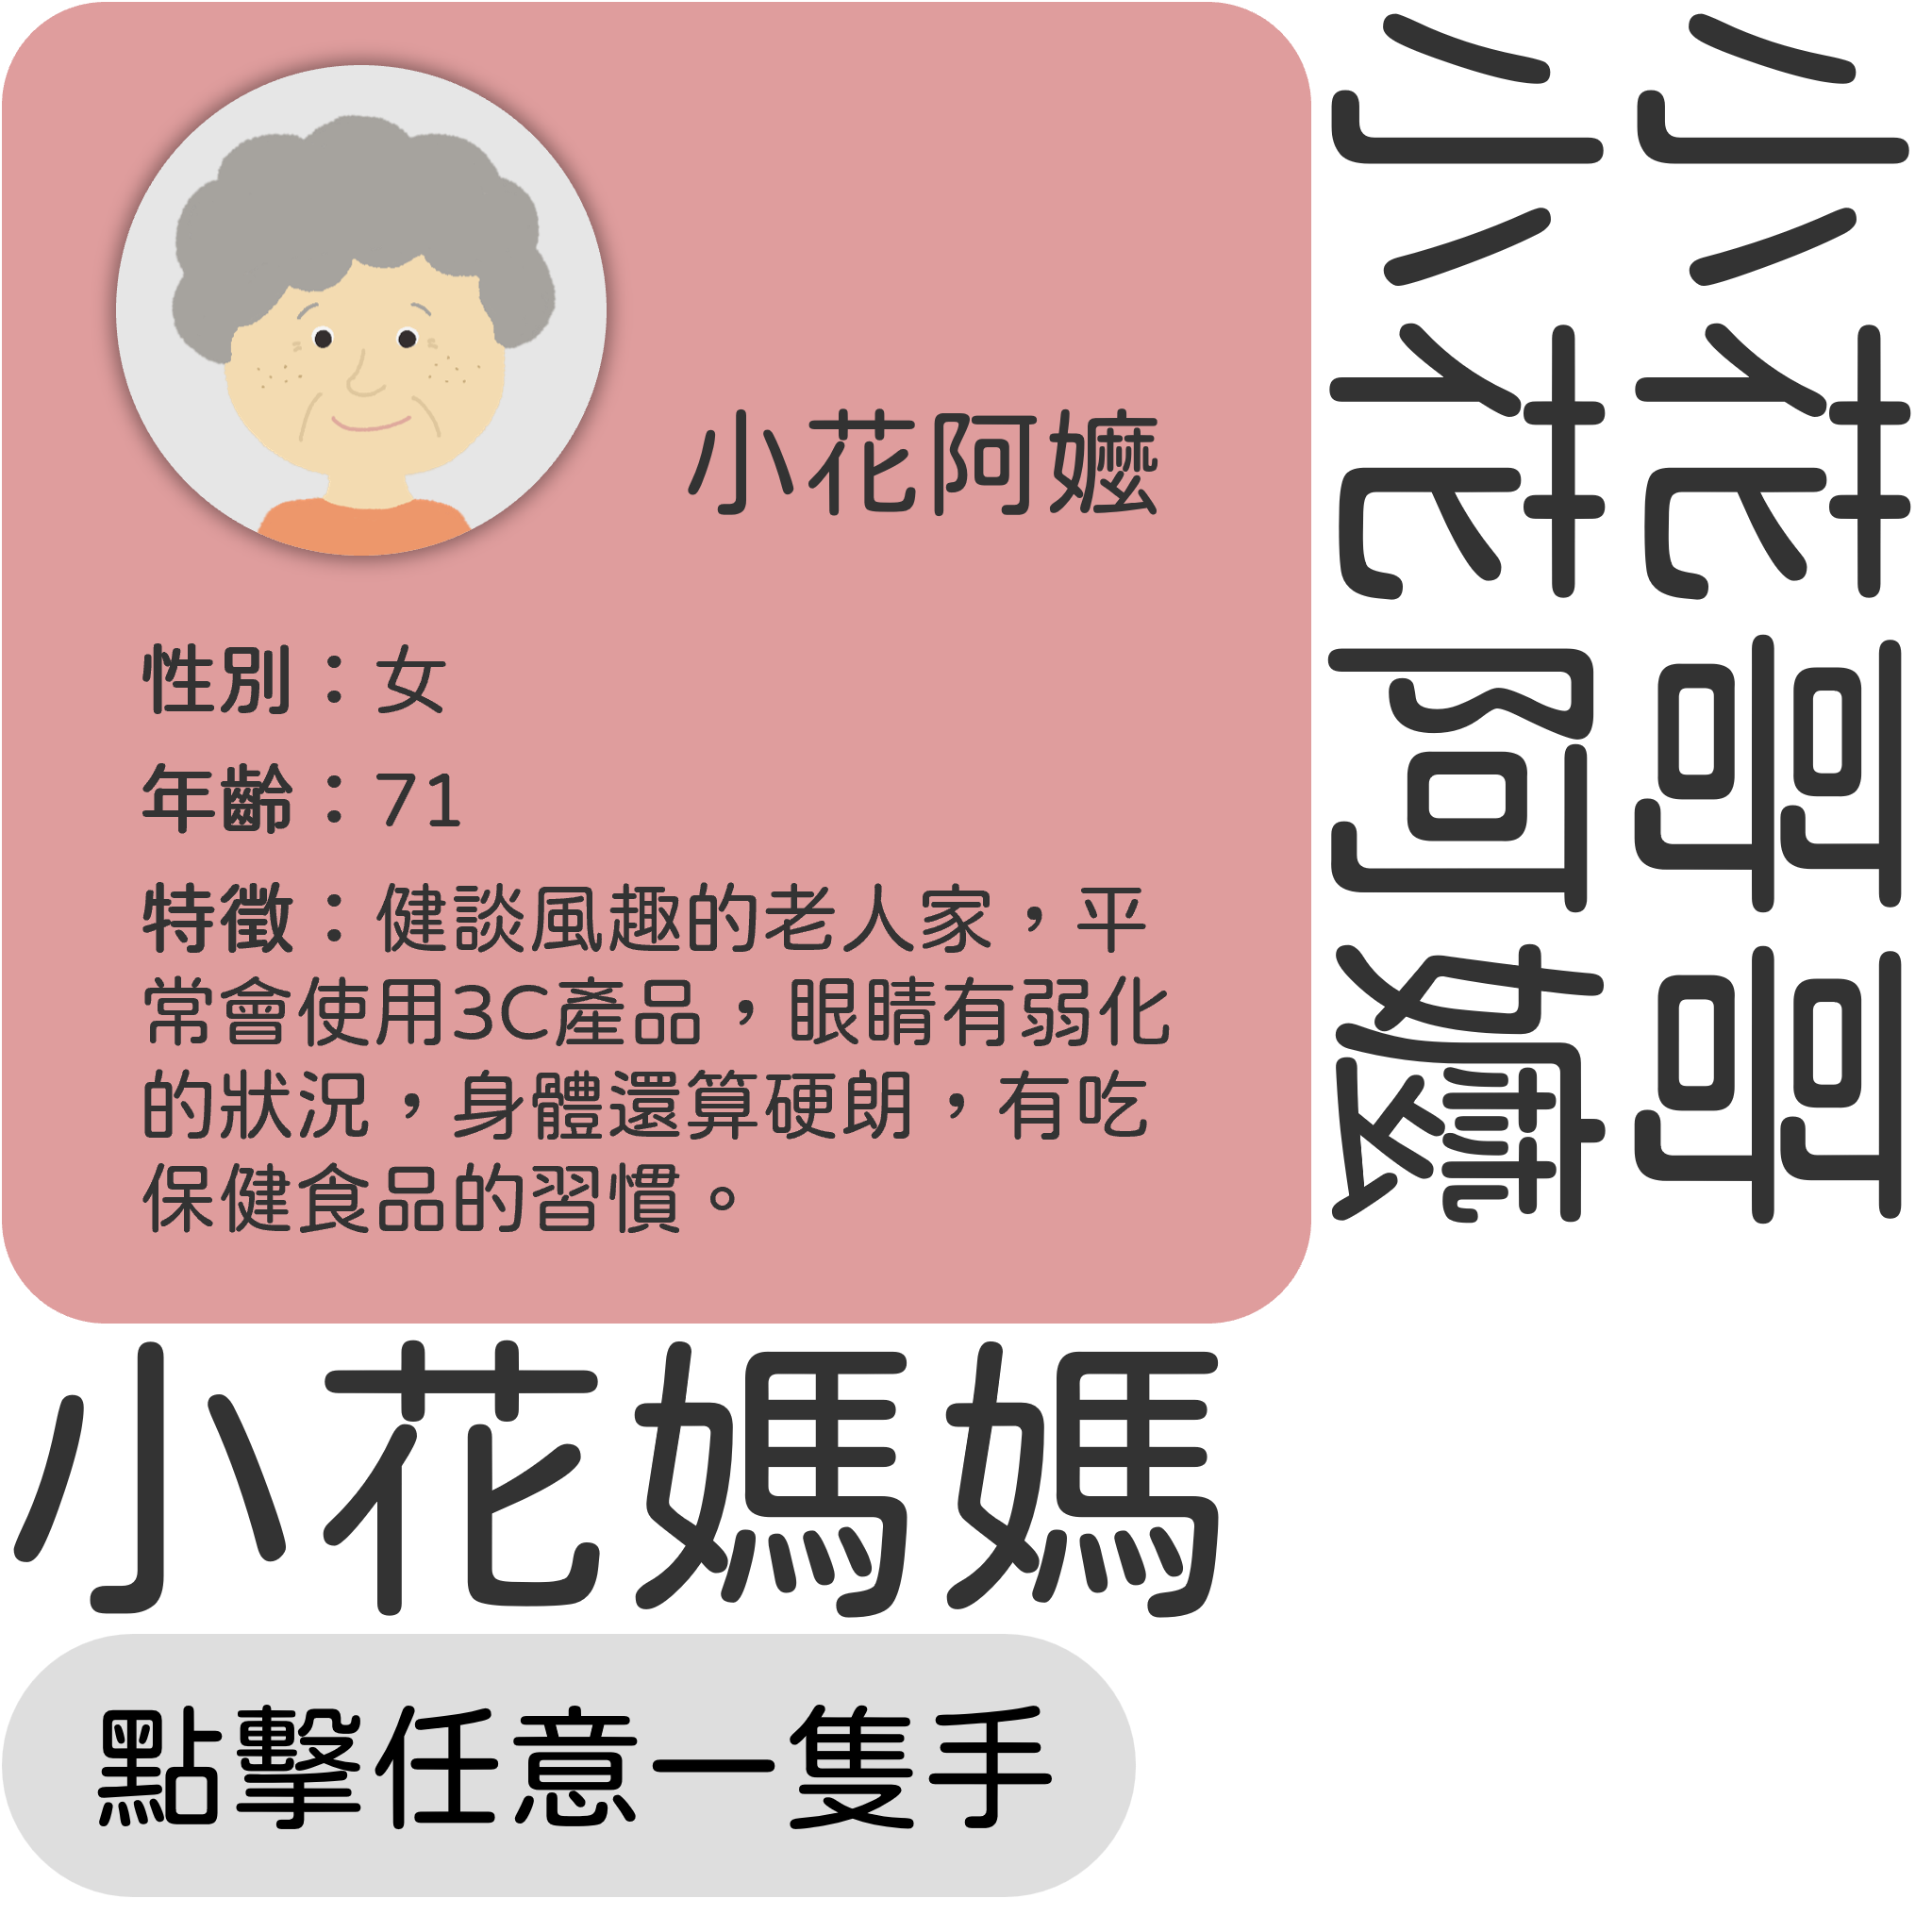 小花阿嬤
性別：女
年齡：71
特徵：健談風趣的老人家，平
常會使用3C產品，眼睛有弱化
的狀況，身體還算硬朗，有吃
保健食品的習慣。
小花阿嬤
小花哥哥
小花媽媽
點擊任意一隻手